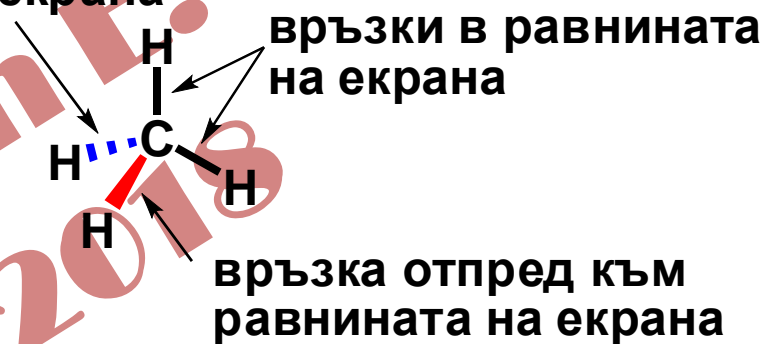 екрана
връзки в равнината
на екрана
H
C
H
H
H
връзка отпред към
равнината на екрана
2018